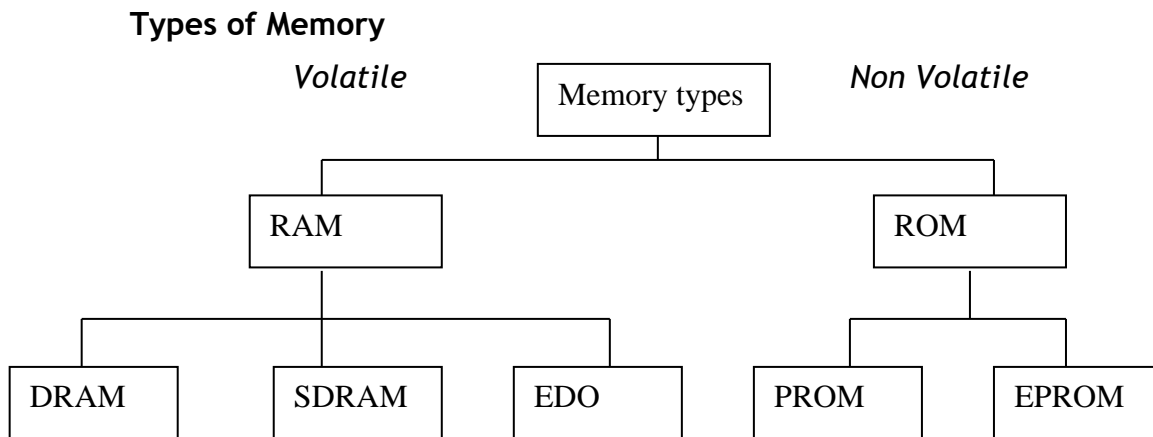 Types of Memory
Volatile
Memory types
Non Volatile
RAM
ROM
DRAM
SDRAM
EDO
PROM
EPROM